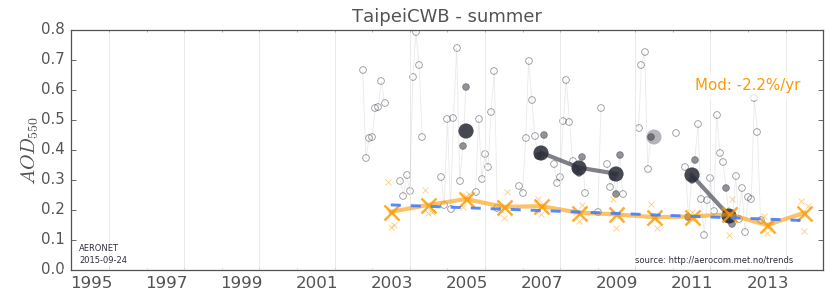 TaipeiCWB - summer
0.8
0.7
0.6
0.5
0.4
0.3
0.2
0.1
0.0
AOD550
Mod: -2.2%/yr
AERONET
2015-09-24
source: http://aerocom.met.no/trends
1995 1997 1999 2001 2003 2005 2007 2009 2011 2013